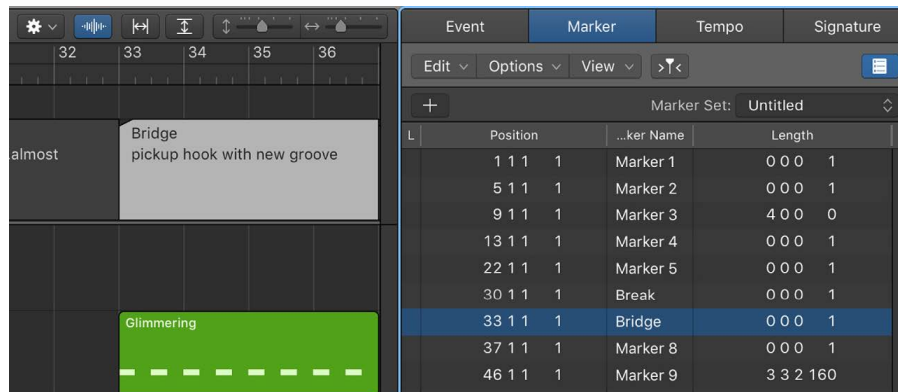 Event Marker Tempo Signature
32 33 34 35 36
Edit Options View
Marker Set: Untitled
L Position ...ker Name Length
.almost
Bridge
pickup hook with new groove
1 1 1 1 Marker 1 0 0 0 1
5 1 1 1 Marker 2 0 0 0 1
9 1 1 1 Marker 3 4 0 0 0
13 1 1 1 Marker 4 0 0 0 1
22 1 1 1 Marker 5 0 0 0 1
30 1 1 1 Break 0 0 0 1
33 1 1 1 Bridge 0 0 0 1
37 1 1 1 Marker 8 0 0 0 1
46 1 1 1 Marker 9 3 3 2 160
Glimmering